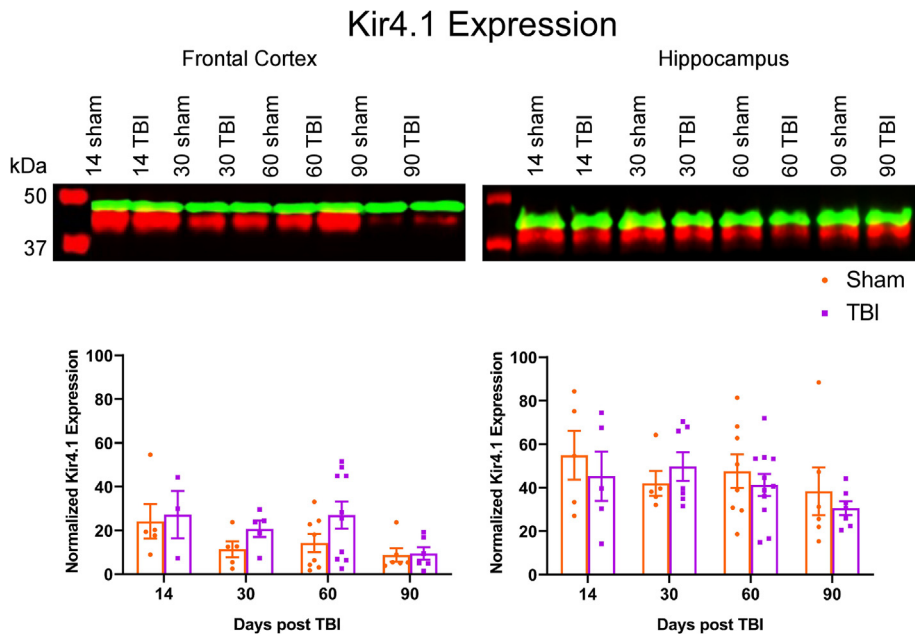 Kir4.1 Expression
Frontal Cortex
Hippocampus
14 sham
14 TBI
30 sham
30 TBI
60 sham
60 TBI
90 sham
90 TBI
14 sham
14 TBI
30 sham
30 TBI
60 sham
60 TBI
90 sham
90 TBI
kDa
50
37
Sham
TBI
Normalized Kir4.1 Expression
100
80
60
40
20
0
14 30 60 90
Days post TBI
Normalized Kir4.1 Expression
100
80
60
40
20
0
14 30 60 90
Days post TBI